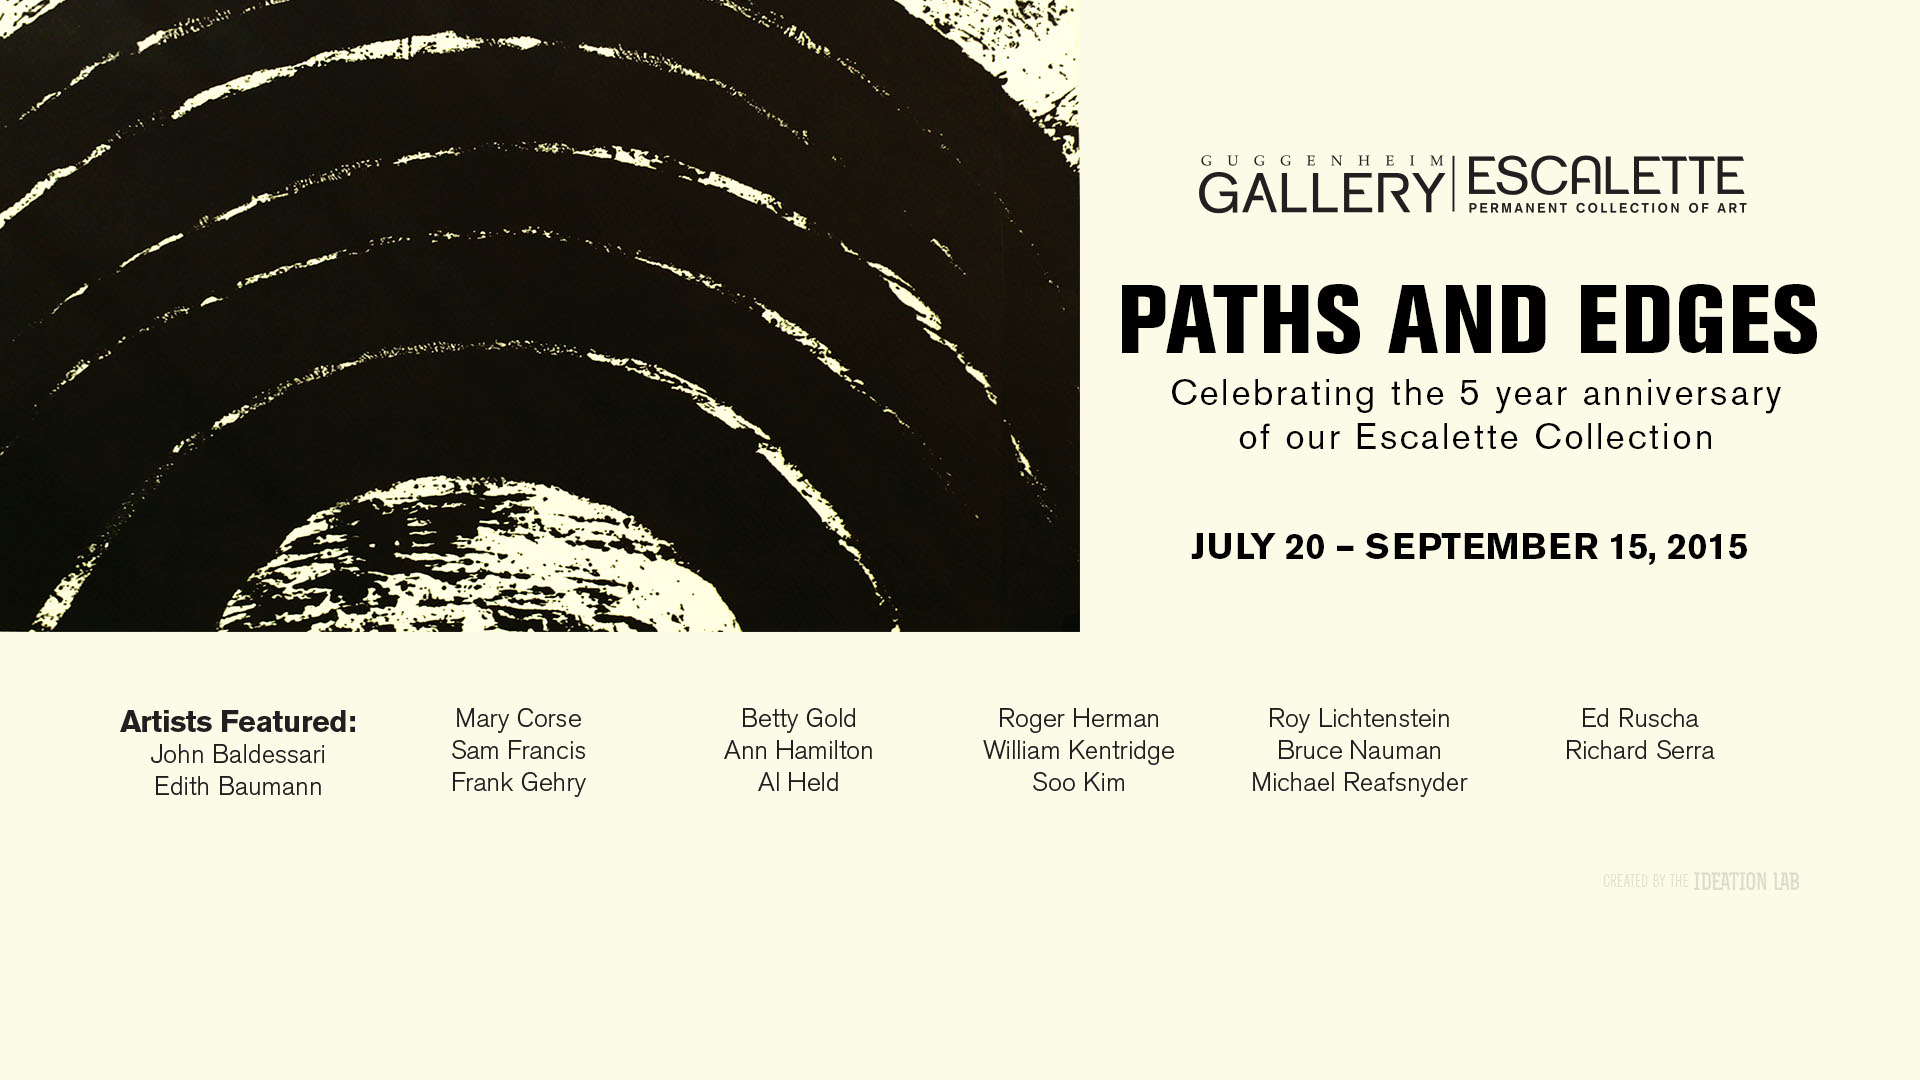 GUGGENHEIM
GALLERY
ESCALETTE
PERMANENT COLLECTION OF ART
PATHS AND EDGES
Celebrating the 5 year anniversary
of our Escalette Collection
JULY 20 – SEPTEMBER 15, 2015
Artists Featured:
John Baldessari
Edith Baumann
Mary Corse
Sam Francis
Frank Gehry
Betty Gold
Ann Hamilton
Al Held
Roger Herman
William Kentridge
Soo Kim
Roy Lichtenstein
Bruce Nauman
Michael Reafsnyder
Ed Ruscha
Richard Serra
CREATED BY THE IDEATION LAB